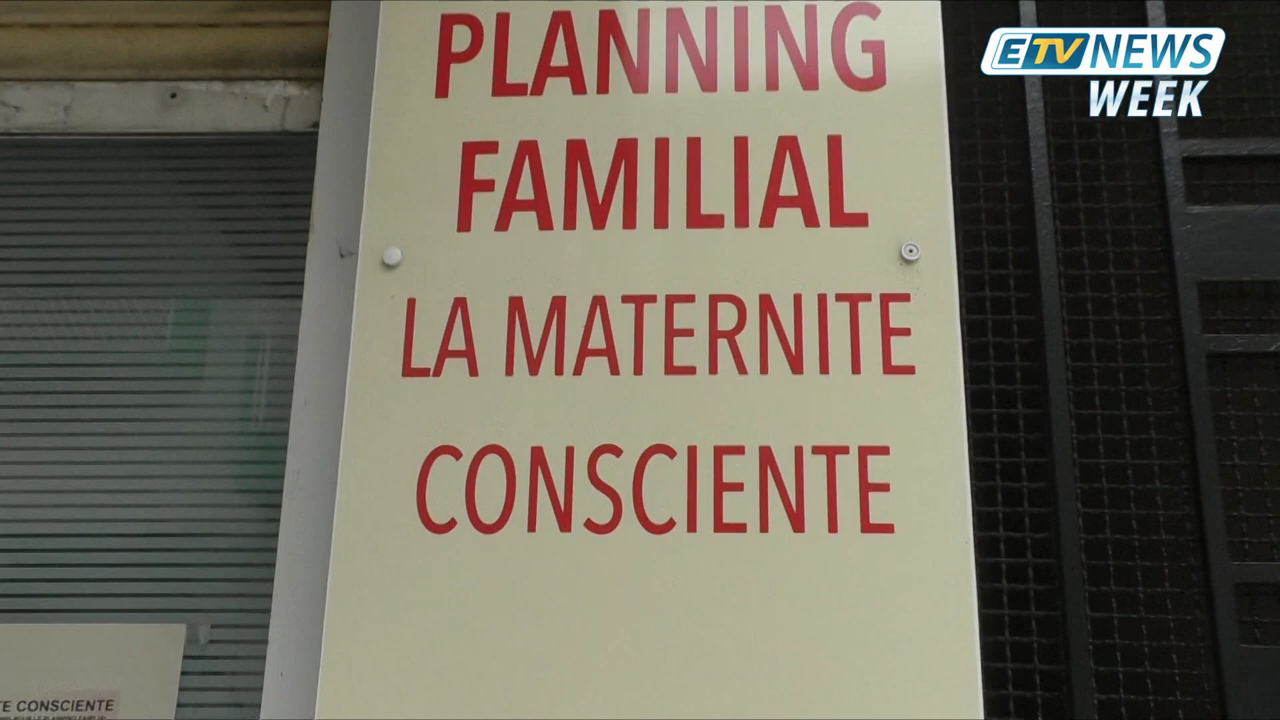 PLANNING
FAMILIAL
LA MATERNITE
CONSCIENTE
ETV NEWS
WEEK
TE CONSCIENTE